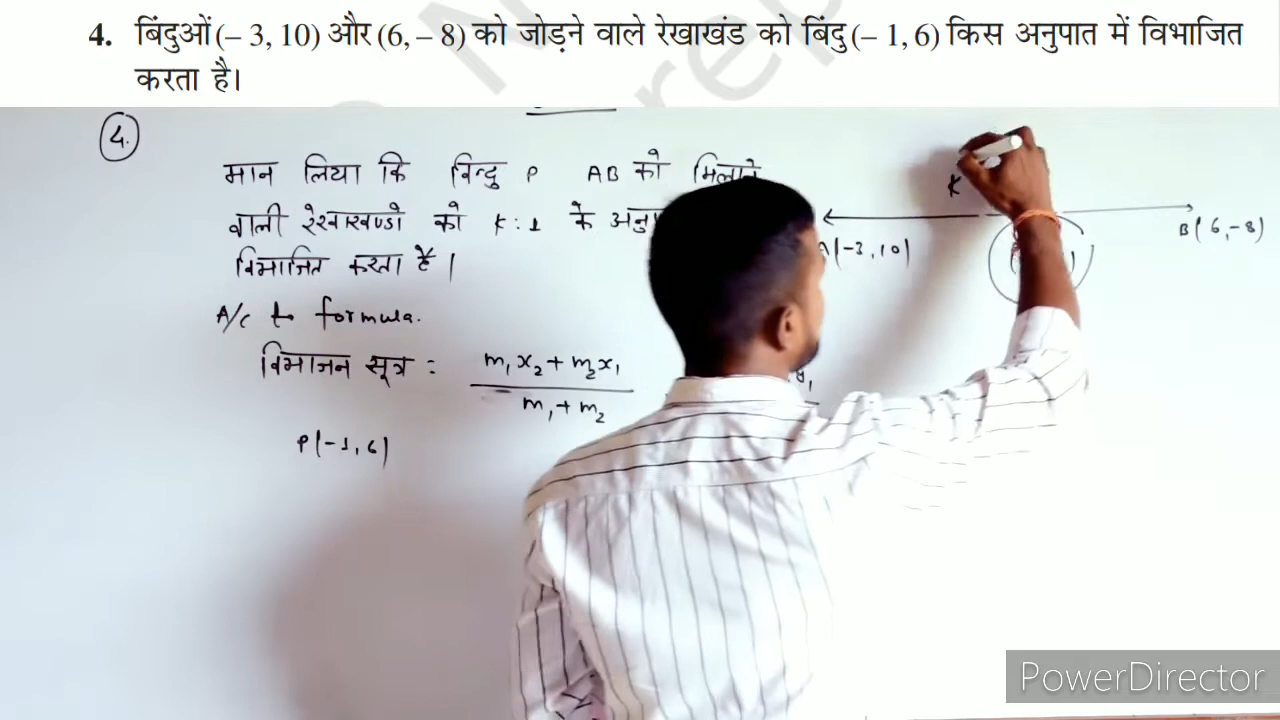 4. बिंदुओं (– 3, 10) और (6, – 8) को जोड़ने वाले रेखाखंड को बिंदु (– 1, 6) किस अनुपात में विभाजित
करता है।
4.
मान लिया कि बिन्दु P AB को मिलाने
वाली रेखाखण्डो को K:1 के अनु
विभाजित करता है।
A/c to formula.
विभाजन सूत्र : m₁x₂ + m₂x₁
m₁ + m₂
P(-1, 6)
K
A(-3, 10)
B(6, -8)
PowerDirector